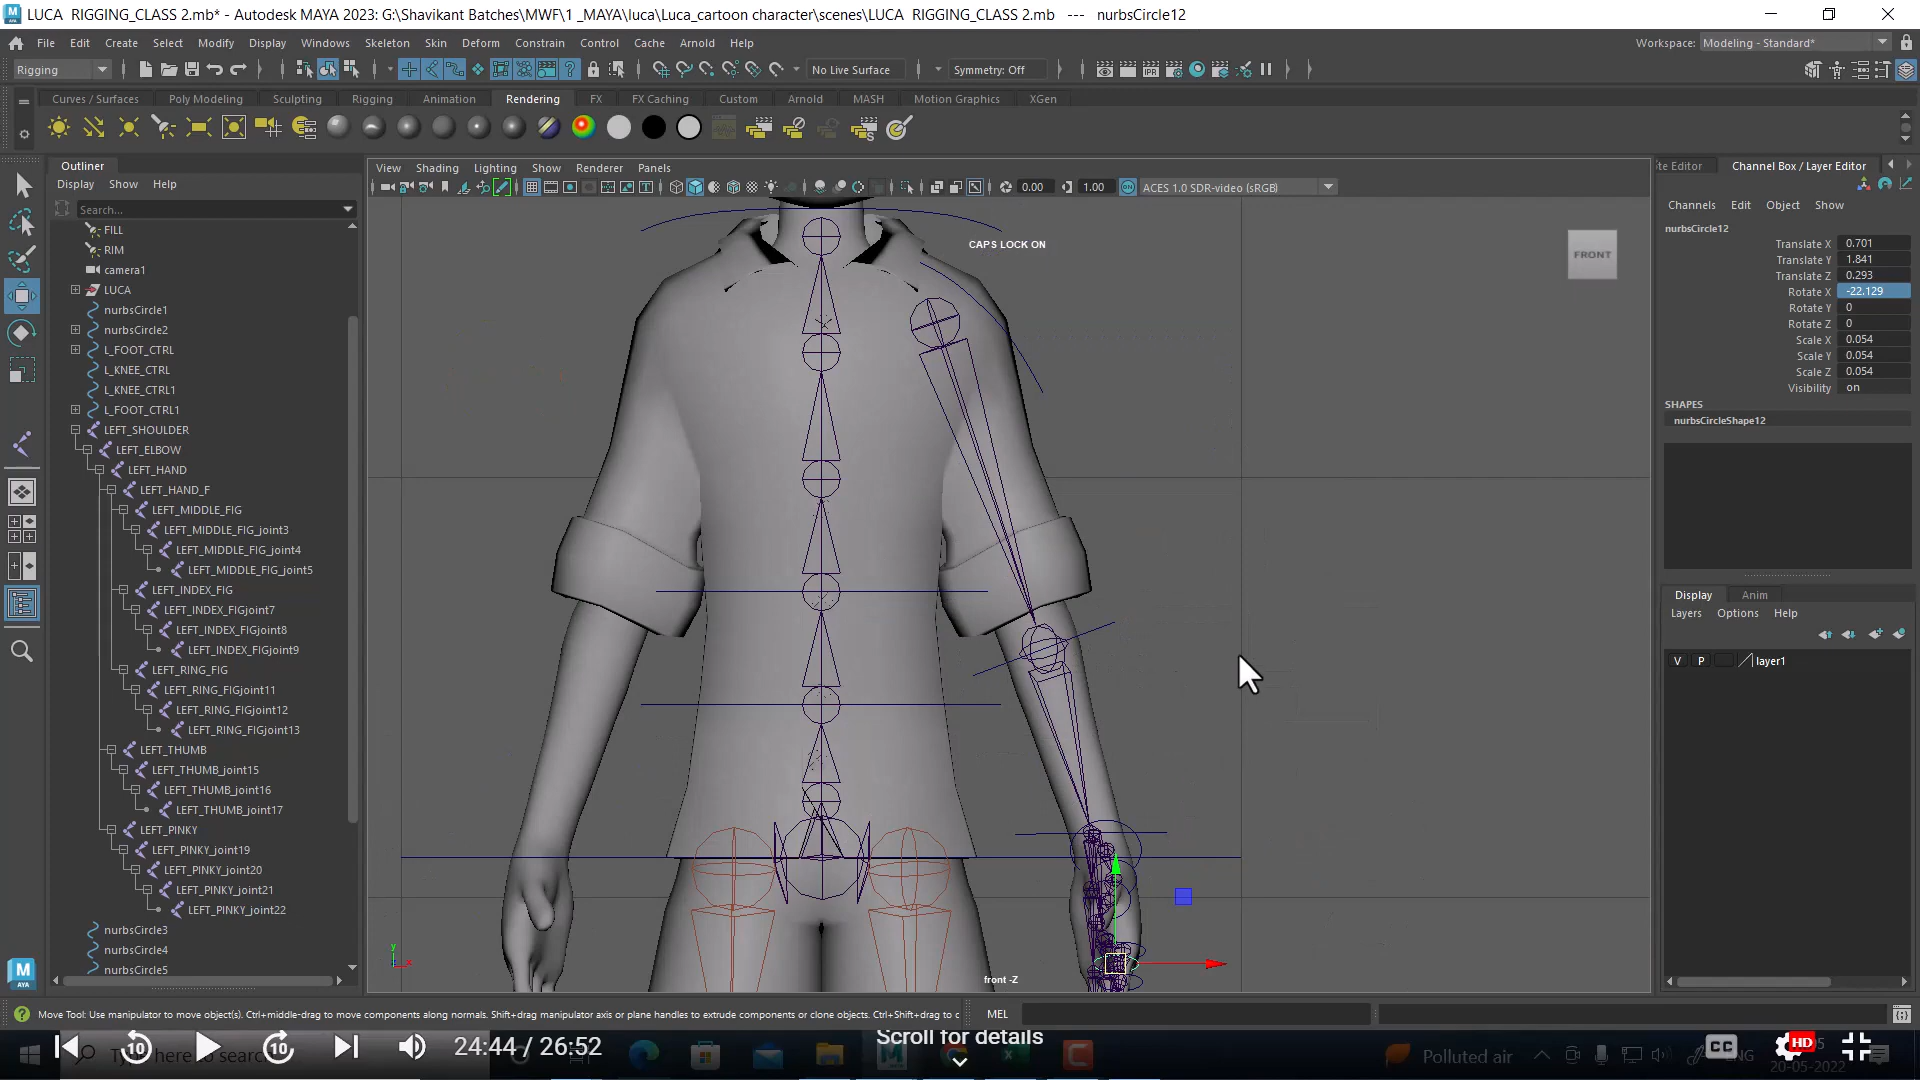 LUCA RIGGING_CLASS 2.mb* - Autodesk MAYA 2023: G:\Shavikant Batches\MWF\1 _MAYA\luca\Luca_cartoon character\scenes\LUCA RIGGING_CLASS 2.mb --- nurbsCircle12
File Edit Create Select Modify Display Windows Skeleton Skin Deform Constrain Control Cache Arnold Help
Workspace: Modeling - Standard*
Rigging
No Live Surface
Symmetry: Off
Curves / Surfaces Poly Modeling Sculpting Rigging Animation Rendering FX FX Caching Custom Arnold MASH Motion Graphics XGen
Outliner
Display Show Help
Search...
FILL
RIM
camera1
LUCA
nurbsCircle1
nurbsCircle2
L_FOOT_CTRL
L_KNEE_CTRL
L_KNEE_CTRL1
L_FOOT_CTRL1
LEFT_SHOULDER
LEFT_ELBOW
LEFT_HAND
LEFT_HAND_F
LEFT_MIDDLE_FIG
LEFT_MIDDLE_FIG_joint3
LEFT_MIDDLE_FIG_joint4
LEFT_MIDDLE_FIG_joint5
LEFT_INDEX_FIG
LEFT_INDEX_FIGjoint7
LEFT_INDEX_FIGjoint8
LEFT_INDEX_FIGjoint9
LEFT_RING_FIG
LEFT_RING_FIGjoint11
LEFT_RING_FIGjoint12
LEFT_RING_FIGjoint13
LEFT_THUMB
LEFT_THUMB_joint15
LEFT_THUMB_joint16
LEFT_THUMB_joint17
LEFT_PINKY
LEFT_PINKY_joint19
LEFT_PINKY_joint20
LEFT_PINKY_joint21
LEFT_PINKY_joint22
nurbsCircle3
nurbsCircle4
nurbsCircle5
View Shading Lighting Show Renderer Panels
0.00
1.00
ACES 1.0 SDR-video (sRGB)
CAPS LOCK ON
FRONT
front -Z
y
x
te Editor
Channel Box / Layer Editor
Channels Edit Object Show
nurbsCircle12
Translate X 0.701
Translate Y 1.841
Translate Z 0.293
Rotate X -22.129
Rotate Y 0
Rotate Z 0
Scale X 0.054
Scale Y 0.054
Scale Z 0.054
Visibility on
SHAPES
nurbsCircleShape12
Display Anim
Layers Options Help
V P layer1
Move Tool: Use manipulator to move object(s). Ctrl+middle-drag to move components along normals. Shift+drag manipulator axis or plane handles to extrude components or clone objects. Ctrl+Shift+drag to c
MEL
10
10
24:44 / 26:52
Scroll for details
Polluted air
CC
HD
20-05-2022